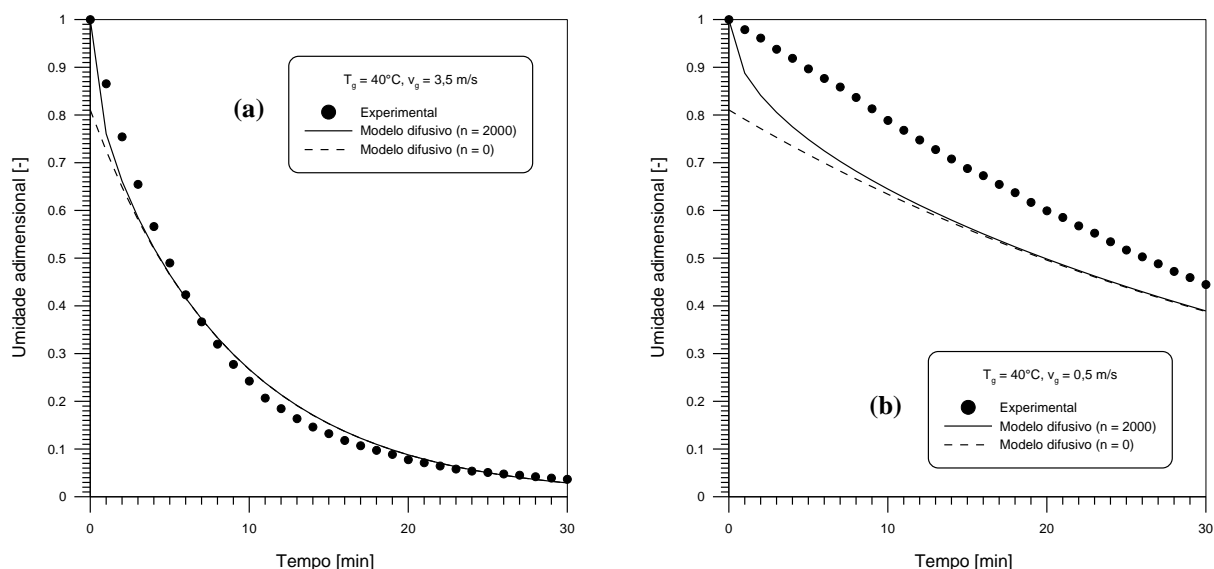 1
0.9
0.8
0.7
0.6
0.5
0.4
0.3
0.2
0.1
0
Umidade adimensional [-]
0
10
20
30
Tempo [min]
(a)
Tg = 40°C, vg = 3,5 m/s
Experimental
Modelo difusivo (n = 2000)
Modelo difusivo (n = 0)
1
0.9
0.8
0.7
0.6
0.5
0.4
0.3
0.2
0.1
0
Umidade adimensional [-]
0
10
20
30
Tempo [min]
(b)
Tg = 40°C, vg = 0,5 m/s
Experimental
Modelo difusivo (n = 2000)
Modelo difusivo (n = 0)